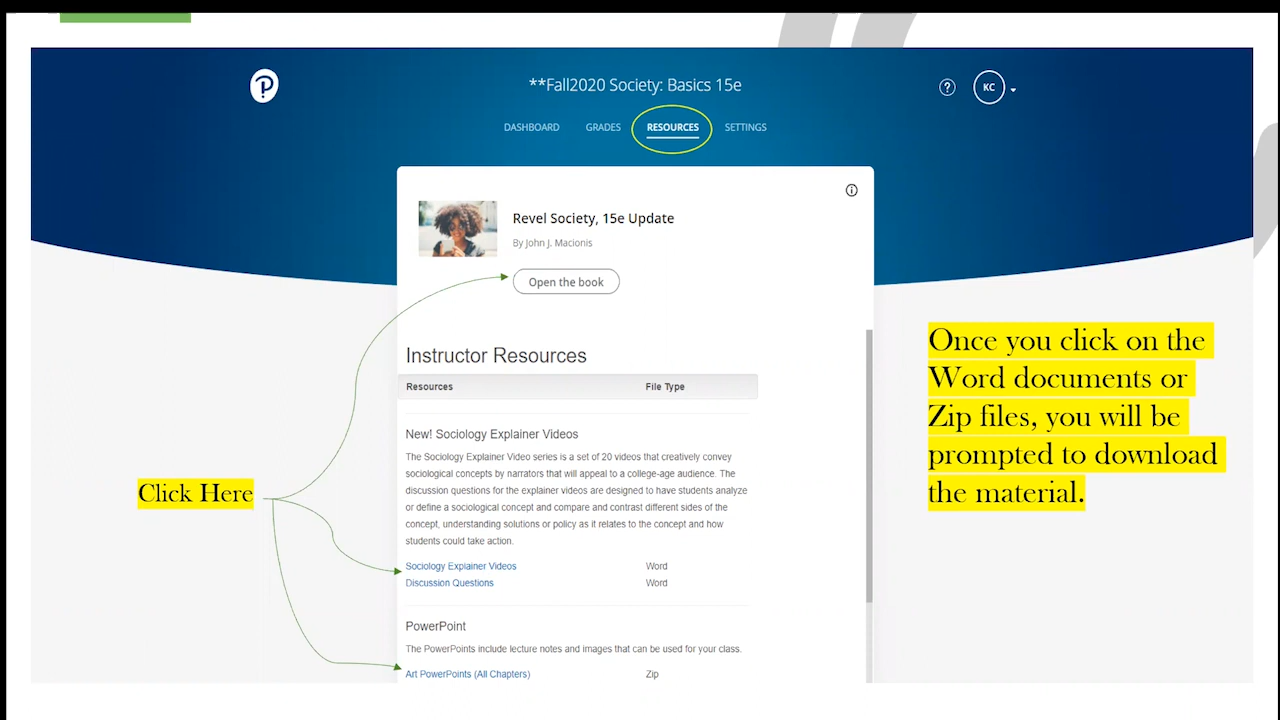 **Fall2020 Society: Basics 15e
KC
DASHBOARD GRADES RESOURCES SETTINGS
Revel Society, 15e Update
By John J. Macionis
Open the book
Instructor Resources
Resources File Type
New! Sociology Explainer Videos
The Sociology Explainer Video series is a set of 20 videos that creatively convey
sociological concepts by narrators that will appeal to a college-age audience. The
discussion questions for the explainer videos are designed to have students analyze
or define a sociological concept and compare and contrast different sides of the
concept, understanding solutions or policy as it relates to the concept and how
students could take action.
Sociology Explainer Videos Word
Discussion Questions Word
PowerPoint
The PowerPoints include lecture notes and images that can be used for your class.
Art PowerPoints (All Chapters) Zip
Click Here
Once you click on the
Word documents or
Zip files, you will be
prompted to download
the material.